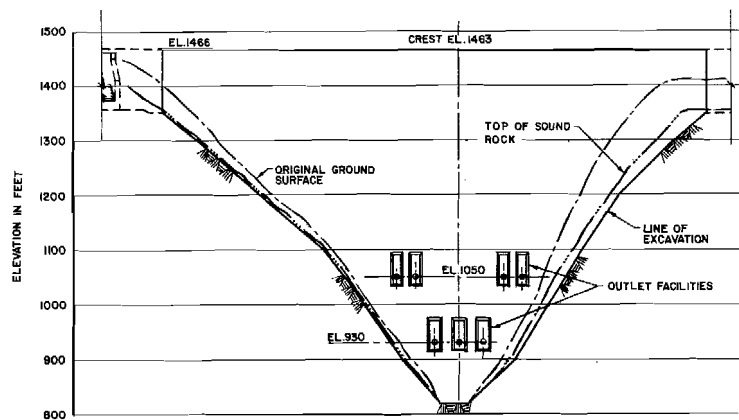 1500
EL.1466
CREST EL.1463
1400
1300
TOP OF SOUND
ROCK
ORIGINAL GROUND
SURFACE
1200
LINE OF
EXCAVATION
1100
EL.1050
1000
OUTLET FACILITIES
EL.930
900
800
ELEVATION IN FEET